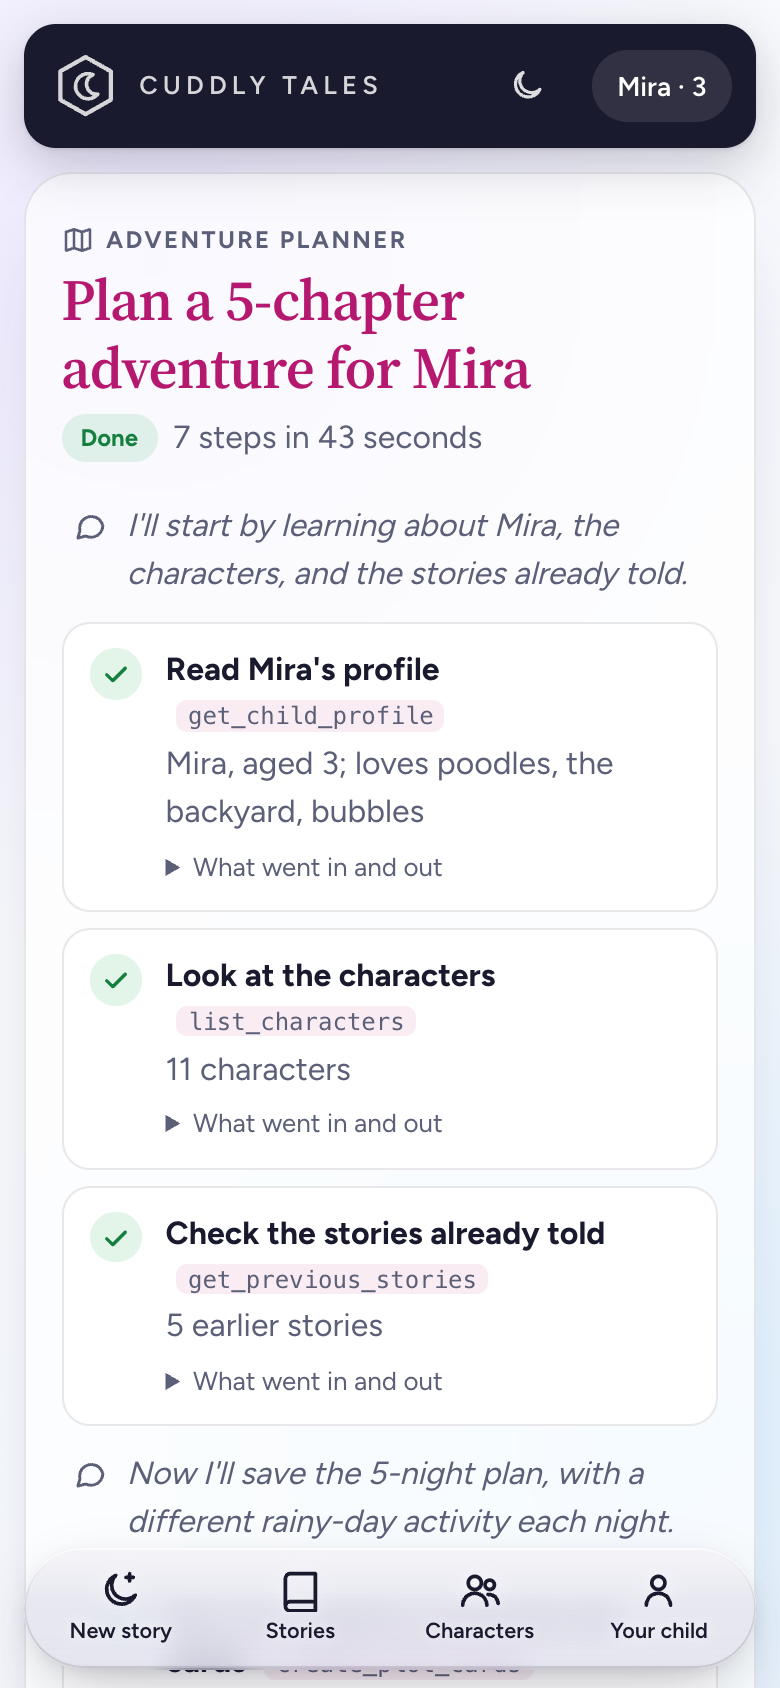 CUDDLY TALES
Mira · 3
ADVENTURE PLANNER
Plan a 5-chapter
adventure for Mira
Done 7 steps in 43 seconds
I'll start by learning about Mira, the
characters, and the stories already told.
Read Mira's profile
get_child_profile
Mira, aged 3; loves poodles, the
backyard, bubbles
What went in and out
Look at the characters
list_characters
11 characters
What went in and out
Check the stories already told
get_previous_stories
5 earlier stories
What went in and out
Now I'll save the 5-night plan, with a
different rainy-day activity each night.
New story Stories Characters Your child